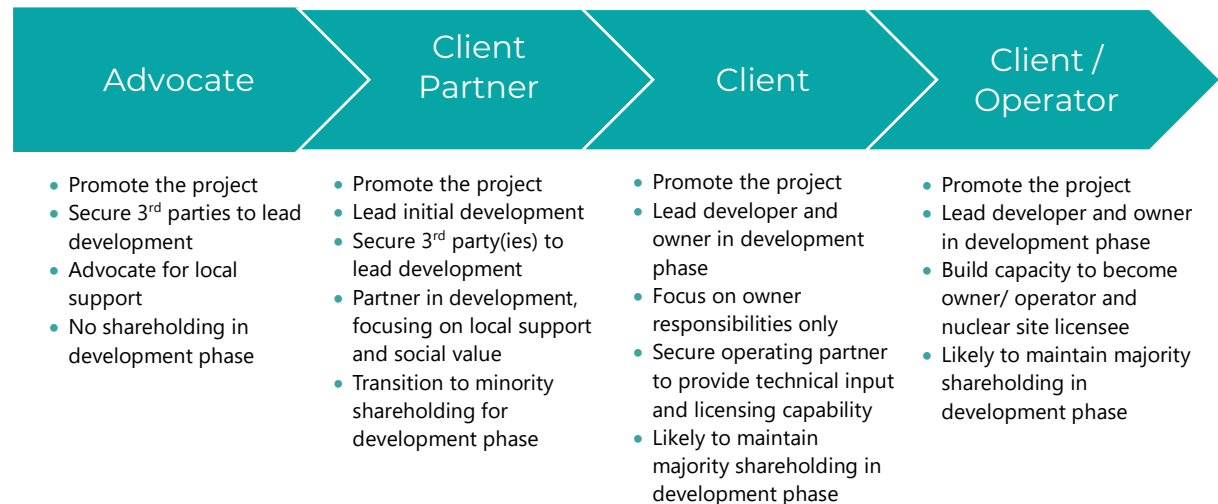 Advocate
Client
Partner
Client
Client /
Operator
• Promote the project
• Secure 3rd parties to lead
development
• Advocate for local
support
• No shareholding in
development phase
• Promote the project
• Lead initial development
• Secure 3rd party(ies) to
lead development
• Partner in development,
focusing on local support
and social value
• Transition to minority
shareholding for
development phase
• Promote the project
• Lead developer and
owner in development
phase
• Focus on owner
responsibilities only
• Secure operating partner
to provide technical input
and licensing capability
• Likely to maintain
majority shareholding in
development phase
• Promote the project
• Lead developer and owner
in development phase
• Build capacity to become
owner/ operator and
nuclear site licensee
• Likely to maintain majority
shareholding in
development phase